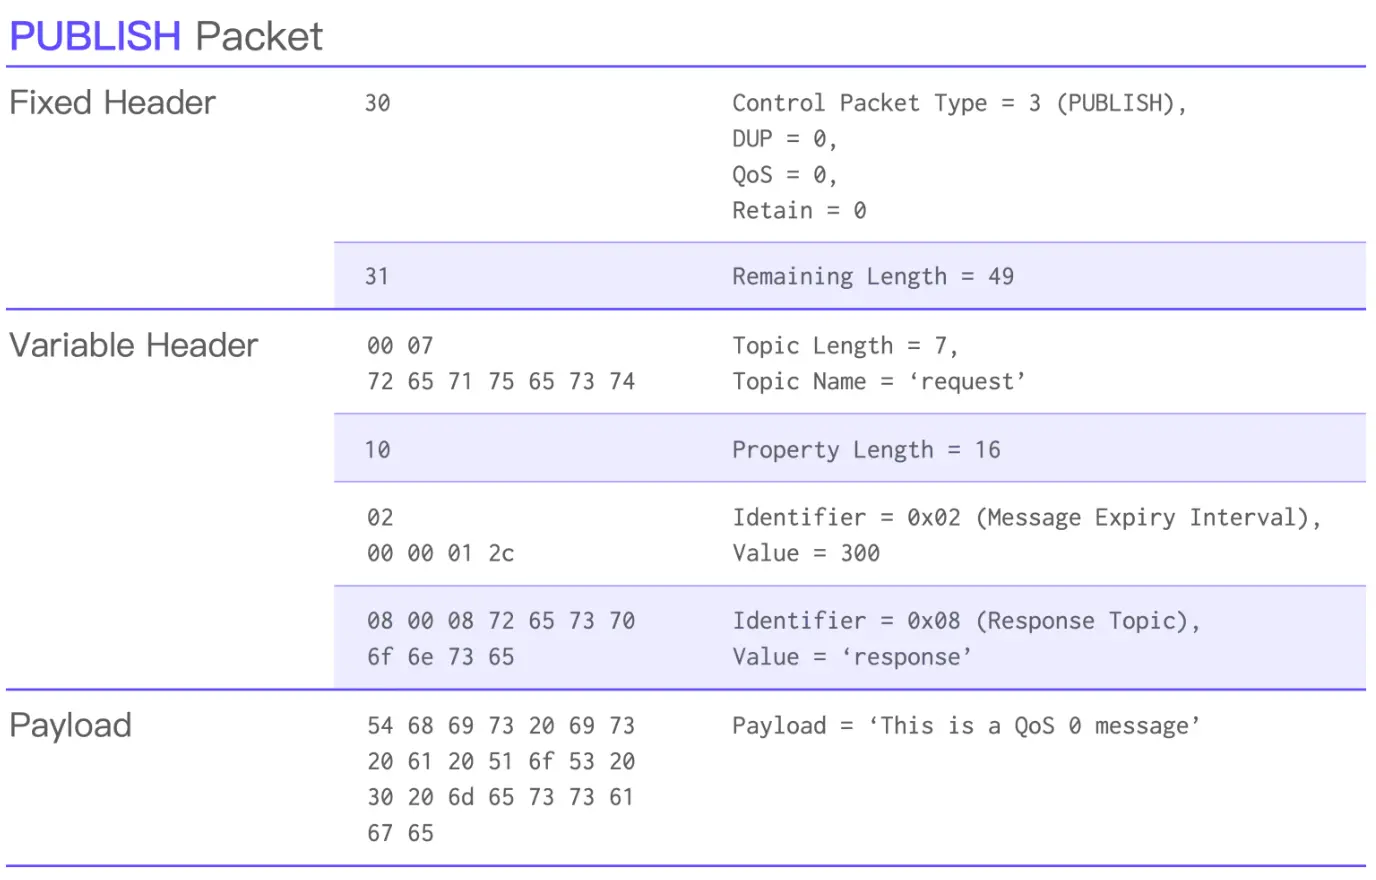 PUBLISH Packet
Fixed Header 30 Control Packet Type = 3 (PUBLISH),
DUP = 0,
QoS = 0,
Retain = 0
31 Remaining Length = 49
Variable Header 00 07 Topic Length = 7,
72 65 71 75 65 73 74 Topic Name = ‘request’
10 Property Length = 16
02 Identifier = 0x02 (Message Expiry Interval),
00 00 01 2c Value = 300
08 00 08 72 65 73 70 Identifier = 0x08 (Response Topic),
6f 6e 73 65 Value = ‘response’
Payload 54 68 69 73 20 69 73 Payload = ‘This is a QoS 0 message’
20 61 20 51 6f 53 20
30 20 6d 65 73 73 61
67 65